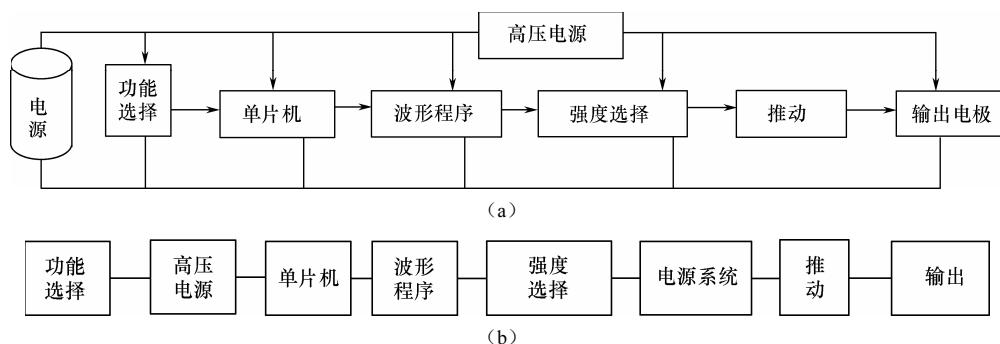 高压电源
电
源
功能
选择
单片机
波形程序
强度选择
推动
输出电极
（a）
功能
选择
高压
电源
单片机
波形
程序
强度
选择
电源系统
推
动
输出
（b）